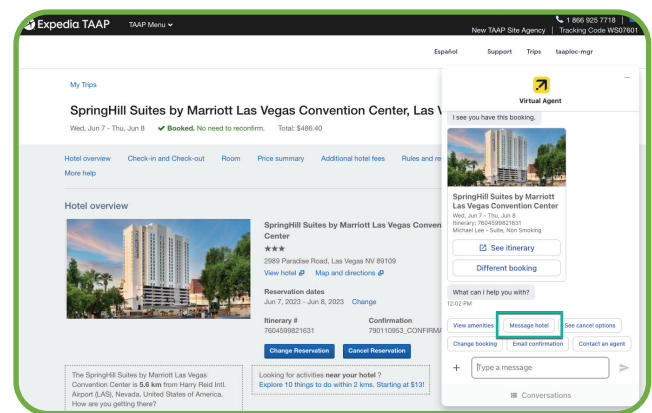 Expedia TAAP
TAAP Menu
1 866 925 7718 |
New TAAP Site Agency | Tracking Code WS07601
Español Support Trips taaploc-mgr
My Trips
SpringHill Suites by Marriott Las Vegas Convention Center, Las V
Wed, Jun 7 - Thu, Jun 8 ✔ Booked. No need to reconfirm. Total: $486.40
Hotel overview Check-in and Check-out Room Price summary Additional hotel fees Rules and re
More help
Hotel overview
SpringHill Suites by Marriott Las Vegas Conven
Center
★★★
2989 Paradise Road, Las Vegas NV 89109
View hotel Map and directions
Reservation dates
Jun 7, 2023 - Jun 8, 2023 Change
Itinerary # Confirmation
7604599821631 790110953_CONFIRMA
Change Reservation Cancel Reservation
The SpringHill Suites by Marriott Las Vegas
Convention Center is 5.6 km from Harry Reid Intl.
Airport (LAS), Nevada, United States of America.
How are you getting there?
Looking for activities near your hotel ?
Explore 10 things to do within 2 kms. Starting at $13!
Virtual Agent
I see you have this booking.
SpringHill Suites by Marriott
Las Vegas Convention Center
Wed, Jun 7 - Thu, Jun 8
Itinerary: 7604599821631
Michael Lee - Suite, Non Smoking
See itinerary
Different booking
What can I help you with?
12:02 PM
View amenities Message hotel See cancel options
Change booking Email confirmation Contact an agent
+ Type a message
Conversations